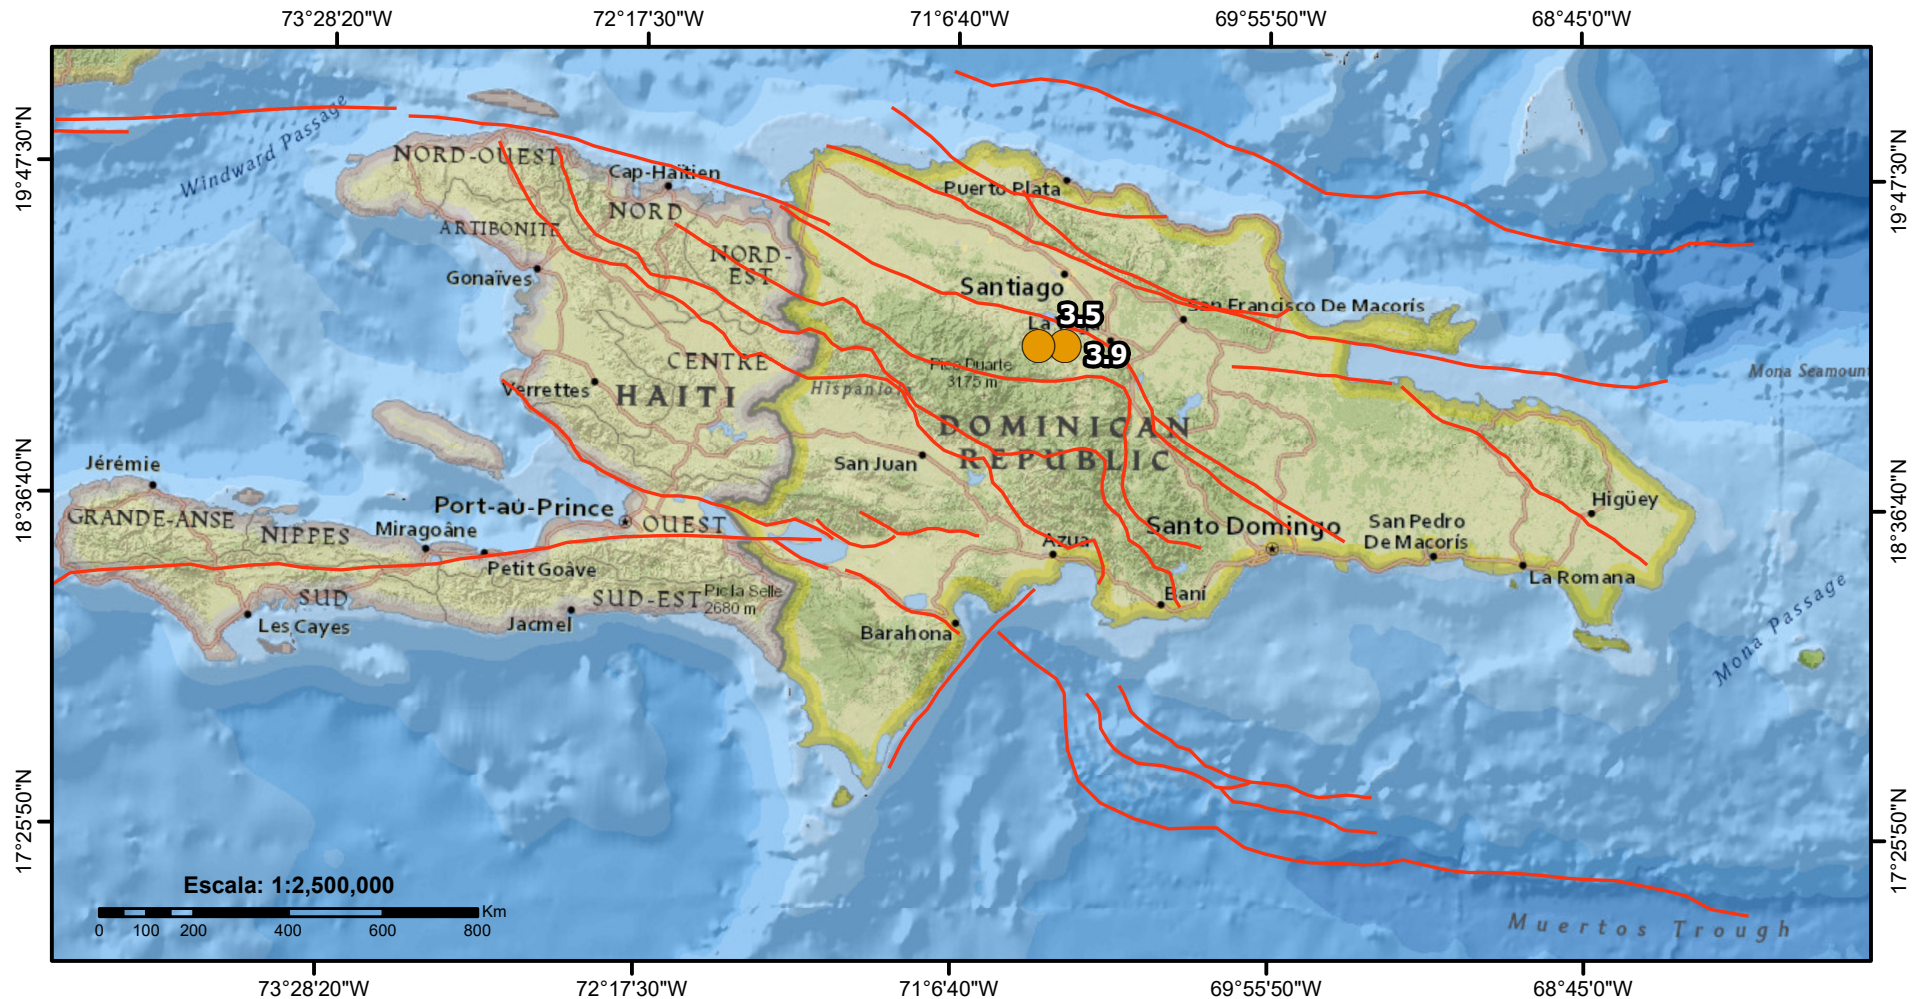 73°28'20"W
72°17'30"W
71°6'40"W
69°55'50"W
68°45'0"W
19°47'30"N
19°47'30"N
18°36'40"N
18°36'40"N
17°25'50"N
17°25'50"N
Windward Passage
NORD-OUEST
Cap-Haïtien
Puerto Plata
NORD
ARTIBONITE
NORD-
EST
Gonaïves
Santiago
San Francisco De Macorís
3.5
La
3.9
CENTRE
Pico Duarte
3175 m
Mona Seamount
Verrettes
HAITI
Hispaniola
DOMINICAN
REPUBLIC
Jérémie
San Juan
Higüey
Port-au-Prince
GRANDE-ANSE
NIPPES
Miragoâne
OUEST
Santo Domingo
San Pedro
De Macorís
Azua
Petit Goâve
La Romana
SUD
SUD-EST
Pic la Selle
2680 m
Baní
Les Cayes
Jacmel
Barahona
Mona Passage
Escala: 1:2,500,000
Km
0 100 200 400 600 800
Muertos Trough
73°28'20"W
72°17'30"W
71°6'40"W
69°55'50"W
68°45'0"W